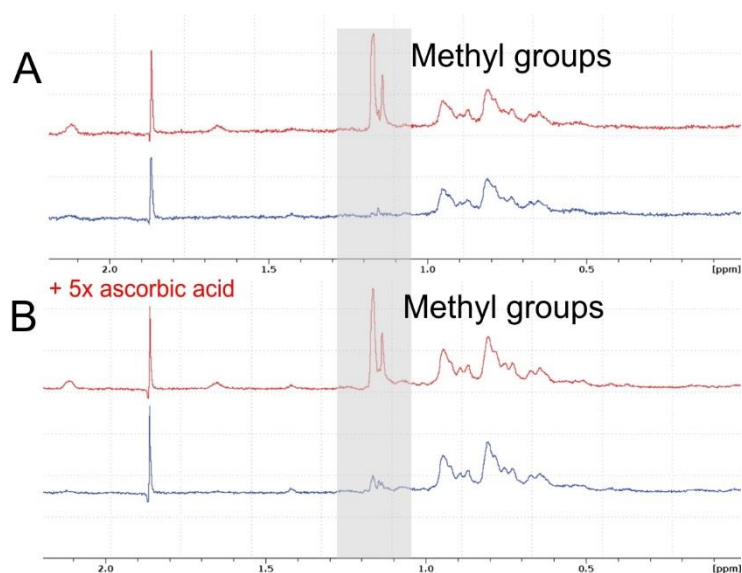 A
Methyl groups
2.0 1.5 1.0 0.5 [ppm]
+ 5x ascorbic acid
B
Methyl groups
2.0 1.5 1.0 0.5 [ppm]